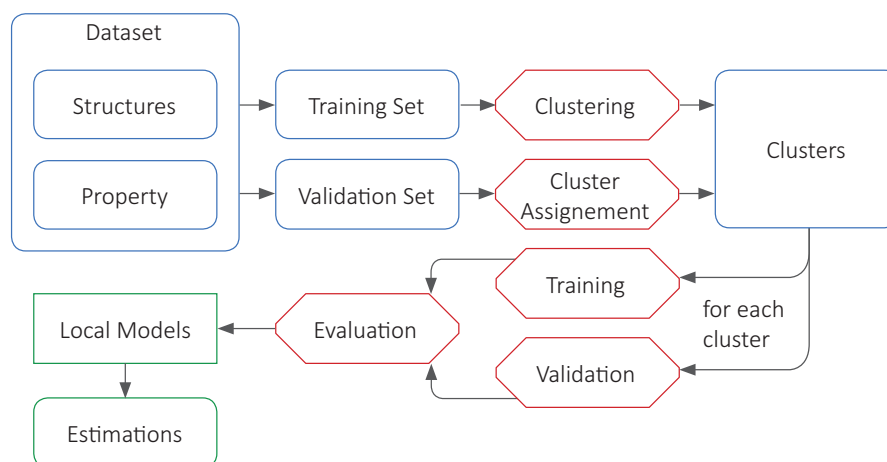 Dataset
Structures
Training Set
Clustering
Clusters
Property
Validation Set
Cluster
Assignement
Training
for each
cluster
Local Models
Evaluation
Validation
Estimations